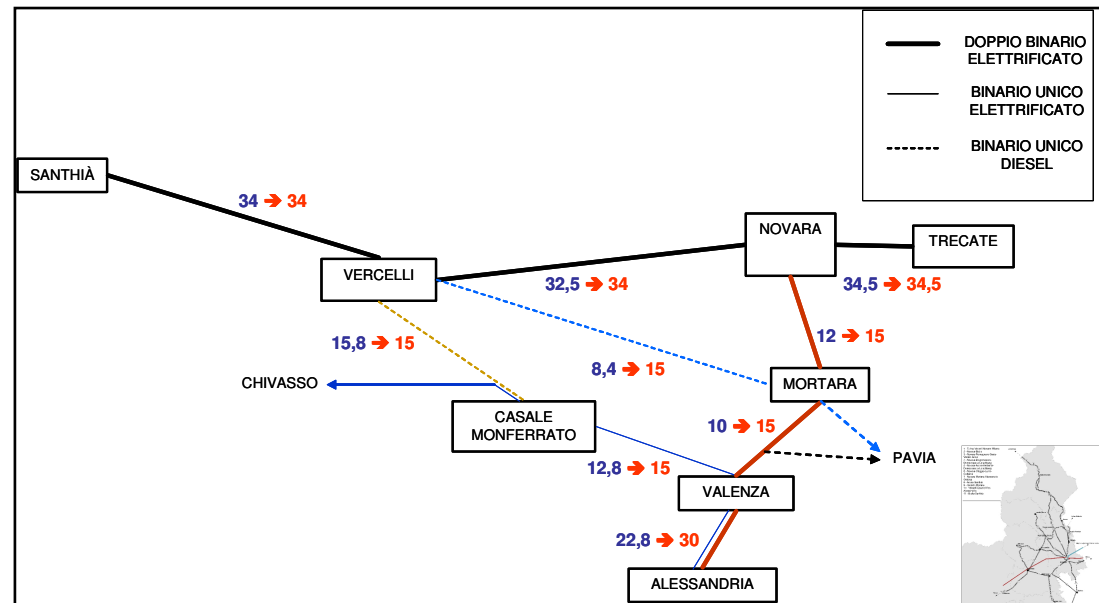 DOPPIO BINARIO
ELETTRIFICATO
BINARIO UNICO
ELETTRIFICATO
BINARIO UNICO
DIESEL
SANTHIÀ
34 ➔ 34
NOVARA
TRECATE
VERCELLI
32,5 ➔ 34
34,5 ➔ 34,5
15,8 ➔ 15
12 ➔ 15
8,4 ➔ 15
CHIVASSO
MORTARA
CASALE
MONFERRATO
10 ➔ 15
PAVIA
12,8 ➔ 15
VALENZA
22,8 ➔ 30
ALESSANDRIA